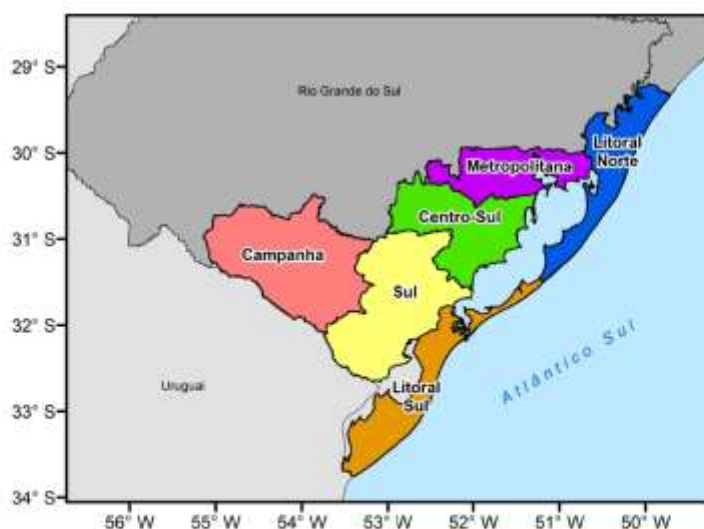 29° S
30° S
31° S
32° S
33° S
34° S
Rio Grande do Sul
Litoral
Norte
Metropolitana
Centro-Sul
Campanha
Sul
Atlântico Sul
Uruguai
Litoral
Sul
56° W
55° W
54° W
53° W
52° W
51° W
50° W